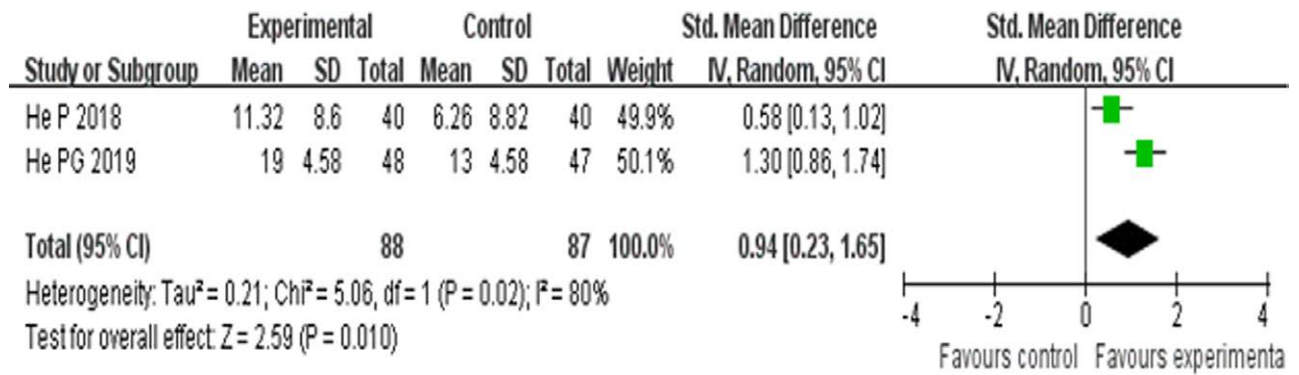 Experimental Control Std. Mean Difference Std. Mean Difference
Study or Subgroup Mean SD Total Mean SD Total Weight IV, Random, 95% CI IV, Random, 95% CI
He P 2018 11.32 8.6 40 6.26 8.82 40 49.9% 0.58 [0.13, 1.02]
He PG 2019 19 4.58 48 13 4.58 47 50.1% 1.30 [0.86, 1.74]
Total (95% CI) 88 87 100.0% 0.94 [0.23, 1.65]
Heterogeneity: Tau² = 0.21; Chi² = 5.06, df = 1 (P = 0.02); I² = 80%
Test for overall effect: Z = 2.59 (P = 0.010)
-4 -2 0 2 4
Favours control Favours experimenta